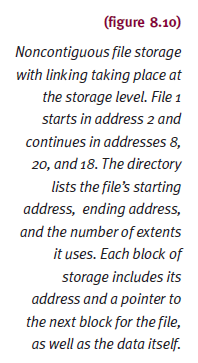 (figure 8.10)
Noncontiguous file storage
with linking taking place at
the storage level. File 1
starts in address 2 and
continues in addresses 8,
20, and 18. The directory
lists the file's starting
address, ending address,
and the number of extents
it uses. Each block of
storage includes its
address and a pointer to
the next block for the file,
as well as the data itself.